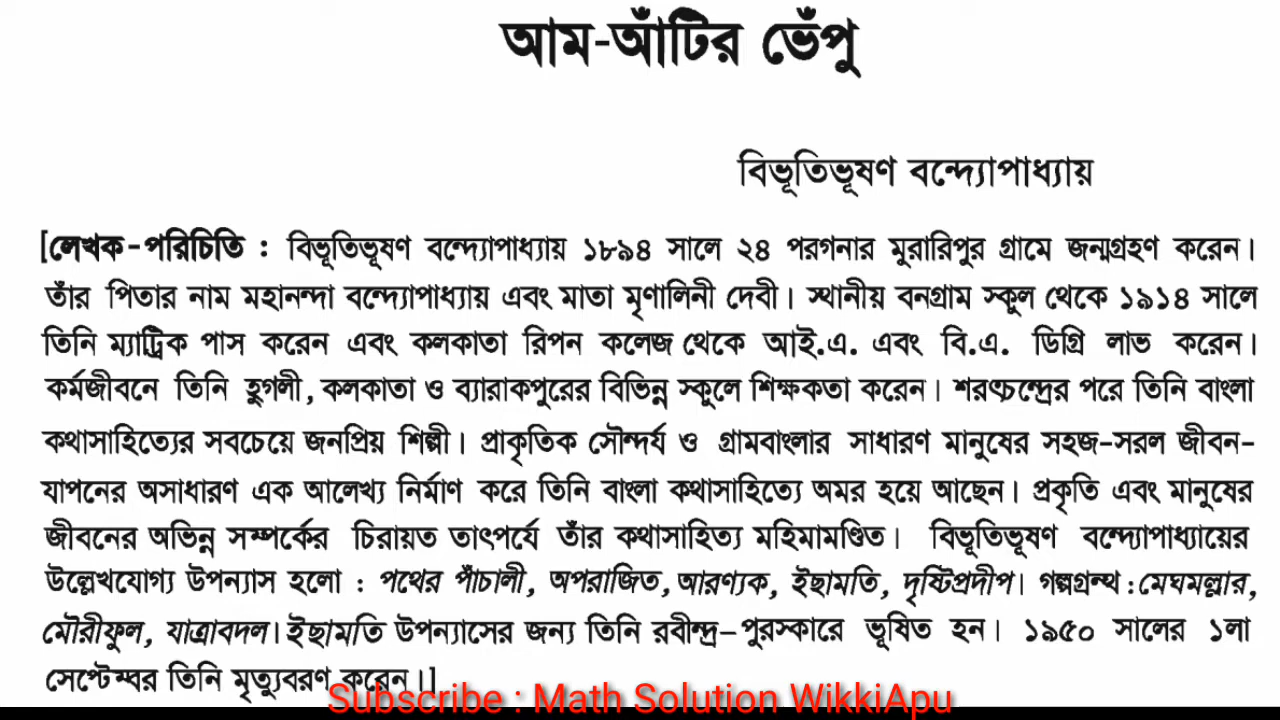 আম-আঁটির ভেঁপু
বিভূতিভূষণ বন্দ্যোপাধ্যায়
[লেখক-পরিচিতি : বিভূতিভূষণ বন্দ্যোপাধ্যায় ১৮৯৪ সালে ২৪ পরগনার মুরারিপুর গ্রামে জন্মগ্রহণ করেন।
তাঁর পিতার নাম মহানন্দা বন্দ্যোপাধ্যায় এবং মাতা মৃণালিনী দেবী। স্থানীয় বনগ্রাম স্কুল থেকে ১৯১৪ সালে
তিনি ম্যাট্রিক পাস করেন এবং কলকাতা রিপন কলেজ থেকে আই.এ. এবং বি.এ. ডিগ্রি লাভ করেন।
কর্মজীবনে তিনি হুগলী, কলকাতা ও ব্যারাকপুরের বিভিন্ন স্কুলে শিক্ষকতা করেন। শরৎচন্দ্রের পরে তিনি বাংলা
কথাসাহিত্যের সবচেয়ে জনপ্রিয় শিল্পী। প্রাকৃতিক সৌন্দর্য ও গ্রামবাংলার সাধারণ মানুষের সহজ-সরল জীবন-
যাপনের অসাধারণ এক আলেখ্য নির্মাণ করে তিনি বাংলা কথাসাহিত্যে অমর হয়ে আছেন। প্রকৃতি এবং মানুষের
জীবনের অভিন্ন সম্পর্কের চিরায়ত তাৎপর্যে তাঁর কথাসাহিত্য মহিমামণ্ডিত। বিভূতিভূষণ বন্দ্যোপাধ্যায়ের
উল্লেখযোগ্য উপন্যাস হলো : পথের পাঁচালী, অপরাজিত, আরণ্যক, ইছামতি, দৃষ্টিপ্রদীপ। গল্পগ্রন্থ : মেঘমল্লার,
মৌরীফুল, যাত্রাবদল। ইছামতি উপন্যাসের জন্য তিনি রবীন্দ্র-পুরস্কারে ভূষিত হন। ১৯৫০ সালের ১লা
সেপ্টেম্বর তিনি মৃত্যুবরণ করেন।।]
Subscribe : Math Solution WikkiApu